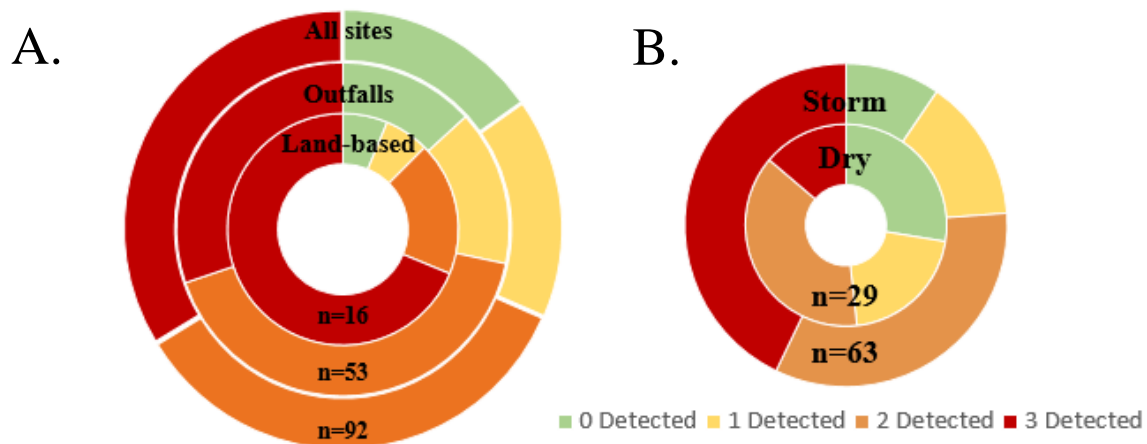 A.
All sites
Outfalls
Land-based
n=16
n=53
n=92
B.
Storm
Dry
n=29
n=63
0 Detected 1 Detected 2 Detected 3 Detected